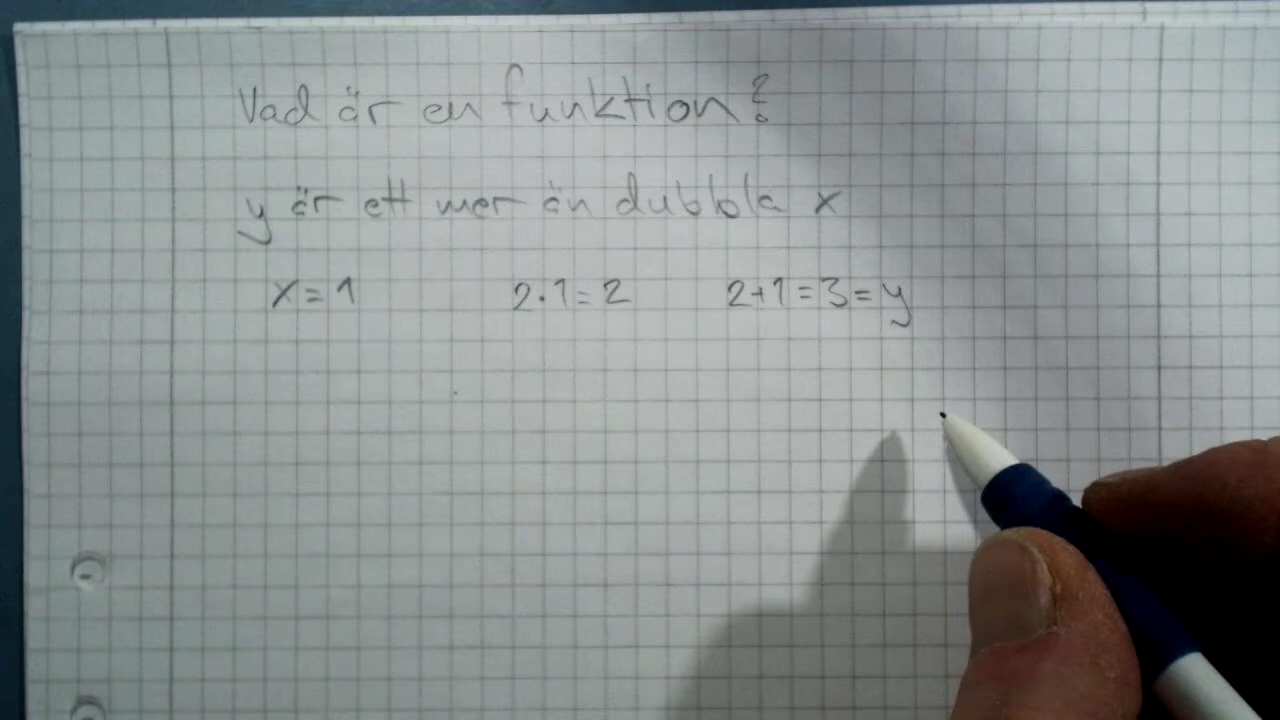 Vad är en funktion?
y är ett mer än dubbla x
x = 1 2·1=2 2+1=3=y